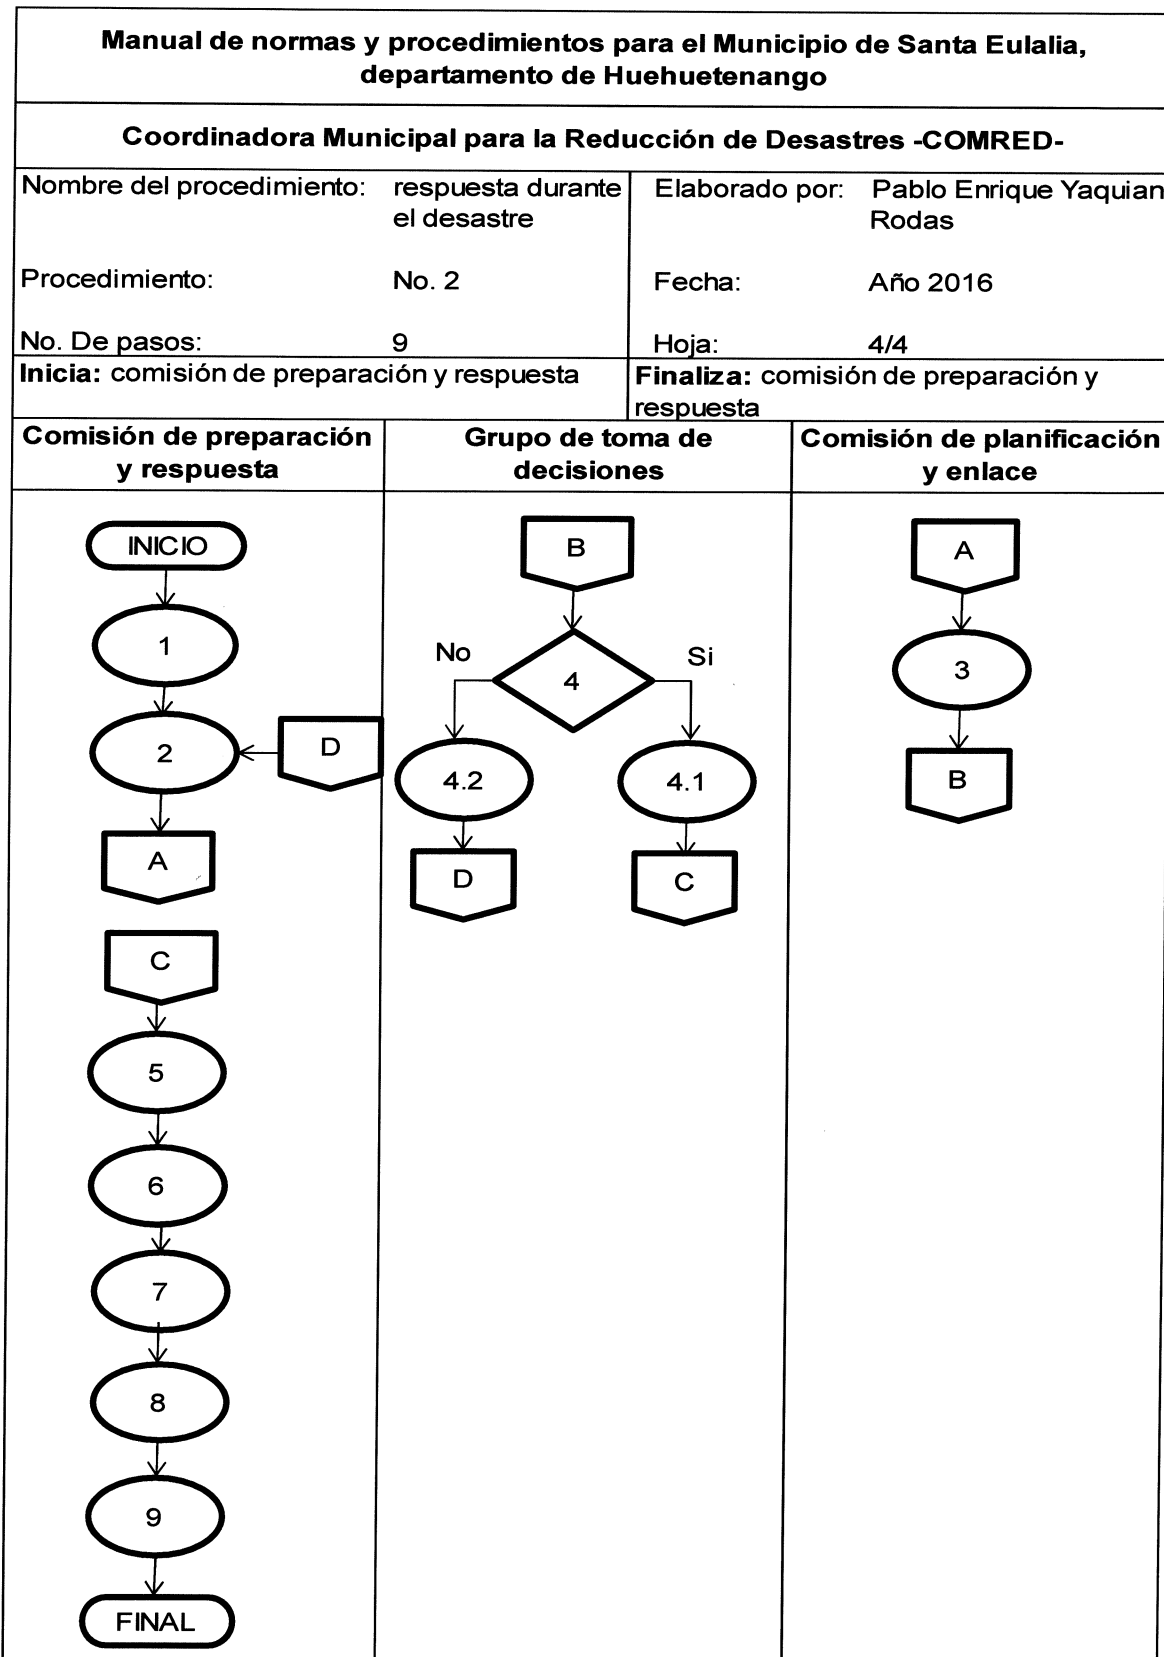 Manual de normas y procedimientos para el Municipio de Santa Eulalia,
departamento de Huehuetenango
Coordinadora Municipal para la Reducción de Desastres -COMRED-
Nombre del procedimiento: respuesta durante
el desastre
Elaborado por: Pablo Enrique Yaquian
Rodas
Procedimiento: No. 2
Fecha: Año 2016
No. De pasos: 9
Hoja: 4/4
Inicia: comisión de preparación y respuesta
Finaliza: comisión de preparación y
respuesta
Comisión de preparación
y respuesta
Grupo de toma de
decisiones
Comisión de planificación
y enlace
INICIO
1
2
D
A
C
5
6
7
8
9
FINAL
B
No
4
Si
4.2
4.1
D
C
A
3
B